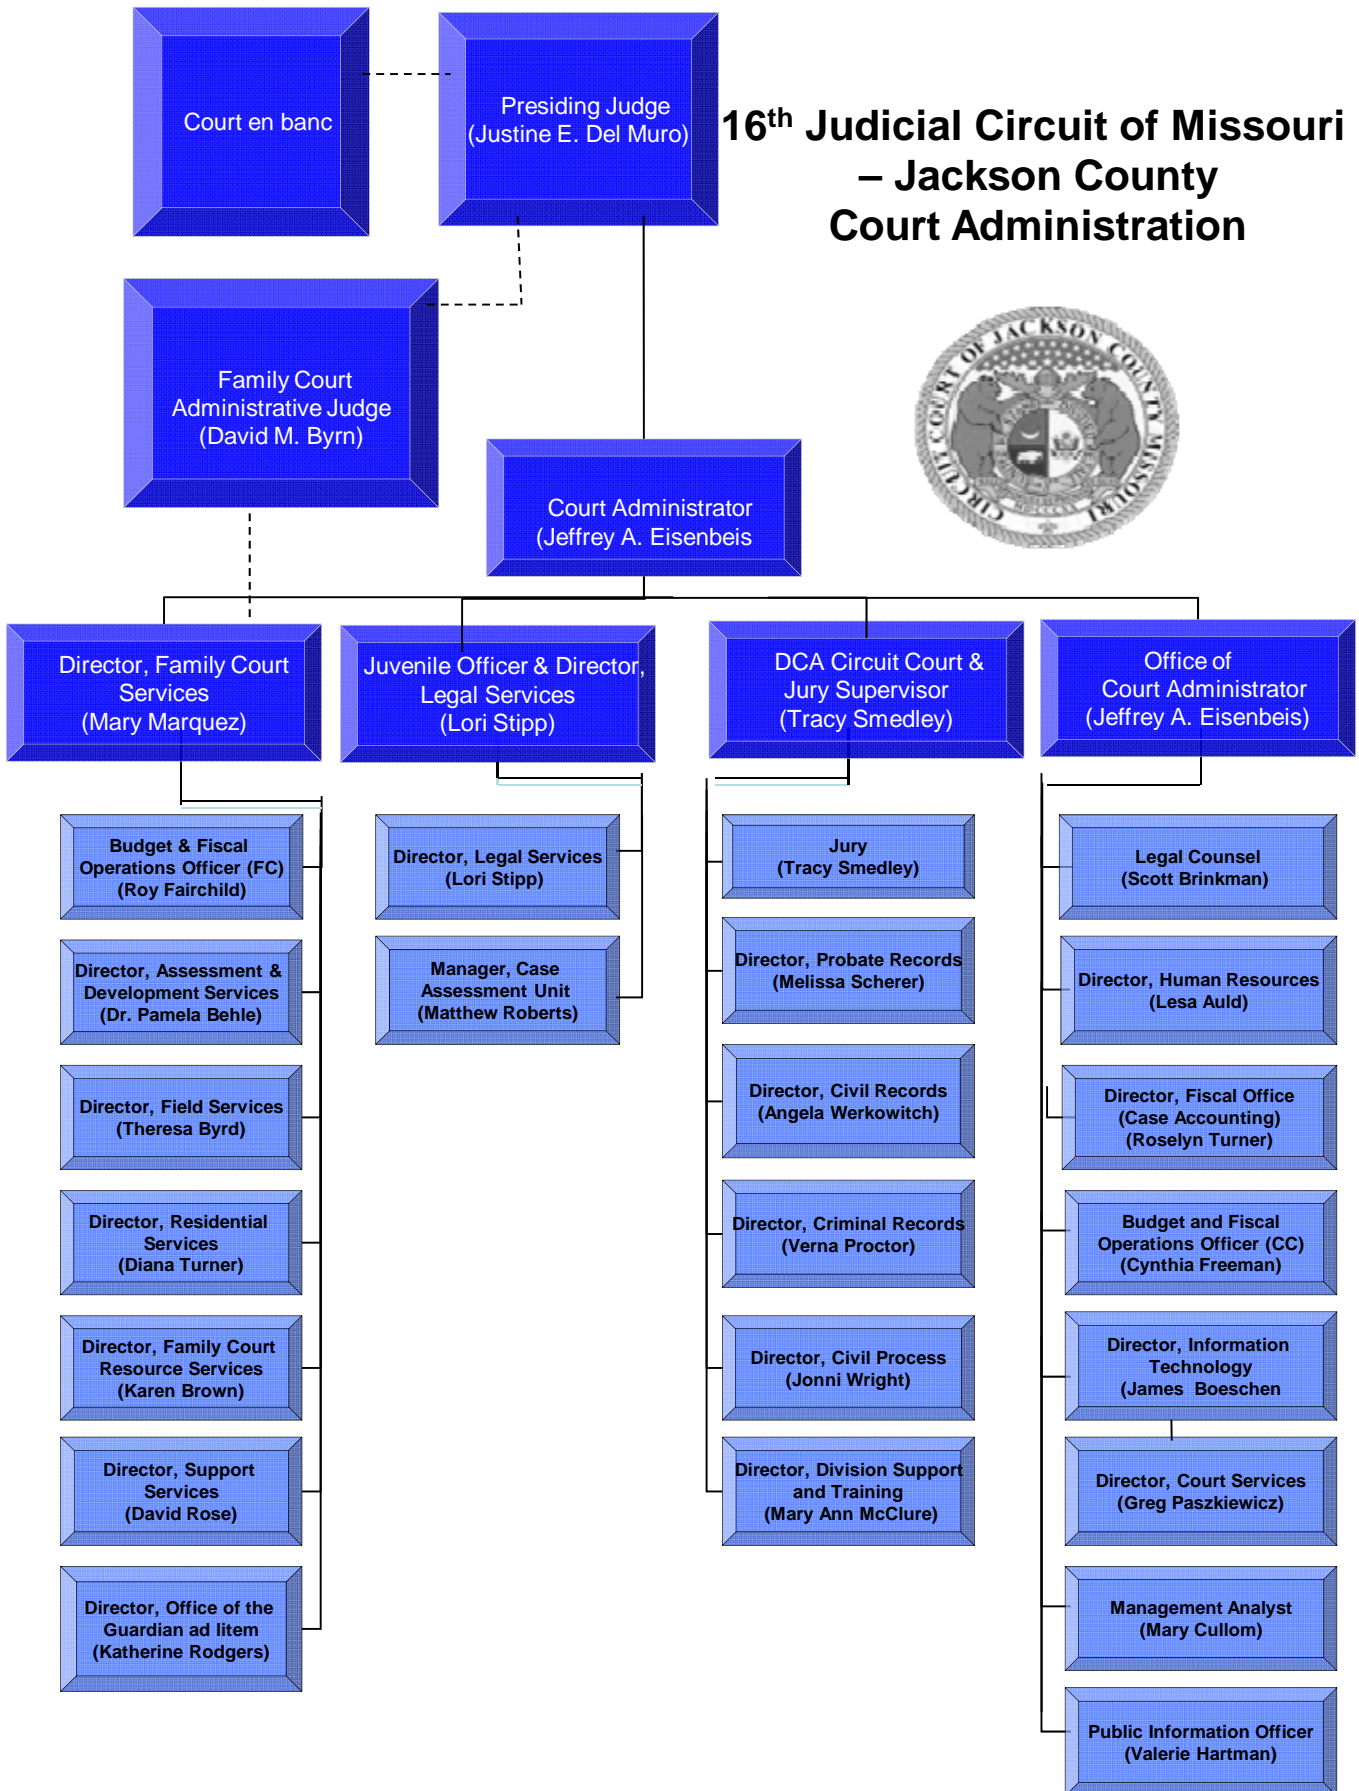 Court en banc
Presiding Judge
(Justine E. Del Muro)
16th Judicial Circuit of Missouri
– Jackson County
Court Administration
CIRCUIT COURT OF JACKSON COUNTY MISSOURI
Family Court
Administrative Judge
(David M. Byrn)
Court Administrator
(Jeffrey A. Eisenbeis
Director, Family Court
Services
(Mary Marquez)
Juvenile Officer & Director,
Legal Services
(Lori Stipp)
DCA Circuit Court &
Jury Supervisor
(Tracy Smedley)
Office of
Court Administrator
(Jeffrey A. Eisenbeis)
Budget & Fiscal
Operations Officer (FC)
(Roy Fairchild)
Director, Assessment &
Development Services
(Dr. Pamela Behle)
Director, Field Services
(Theresa Byrd)
Director, Residential
Services
(Diana Turner)
Director, Family Court
Resource Services
(Karen Brown)
Director, Support
Services
(David Rose)
Director, Office of the
Guardian ad litem
(Katherine Rodgers)
Director, Legal Services
(Lori Stipp)
Manager, Case
Assessment Unit
(Matthew Roberts)
Jury
(Tracy Smedley)
Director, Probate Records
(Melissa Scherer)
Director, Civil Records
(Angela Werkowitch)
Director, Criminal Records
(Verna Proctor)
Director, Civil Process
(Jonni Wright)
Director, Division Support
and Training
(Mary Ann McClure)
Legal Counsel
(Scott Brinkman)
Director, Human Resources
(Lesa Auld)
Director, Fiscal Office
(Case Accounting)
(Roselyn Turner)
Budget and Fiscal
Operations Officer (CC)
(Cynthia Freeman)
Director, Information
Technology
(James Boeschen
Director, Court Services
(Greg Paszkiewicz)
Management Analyst
(Mary Cullom)
Public Information Officer
(Valerie Hartman)